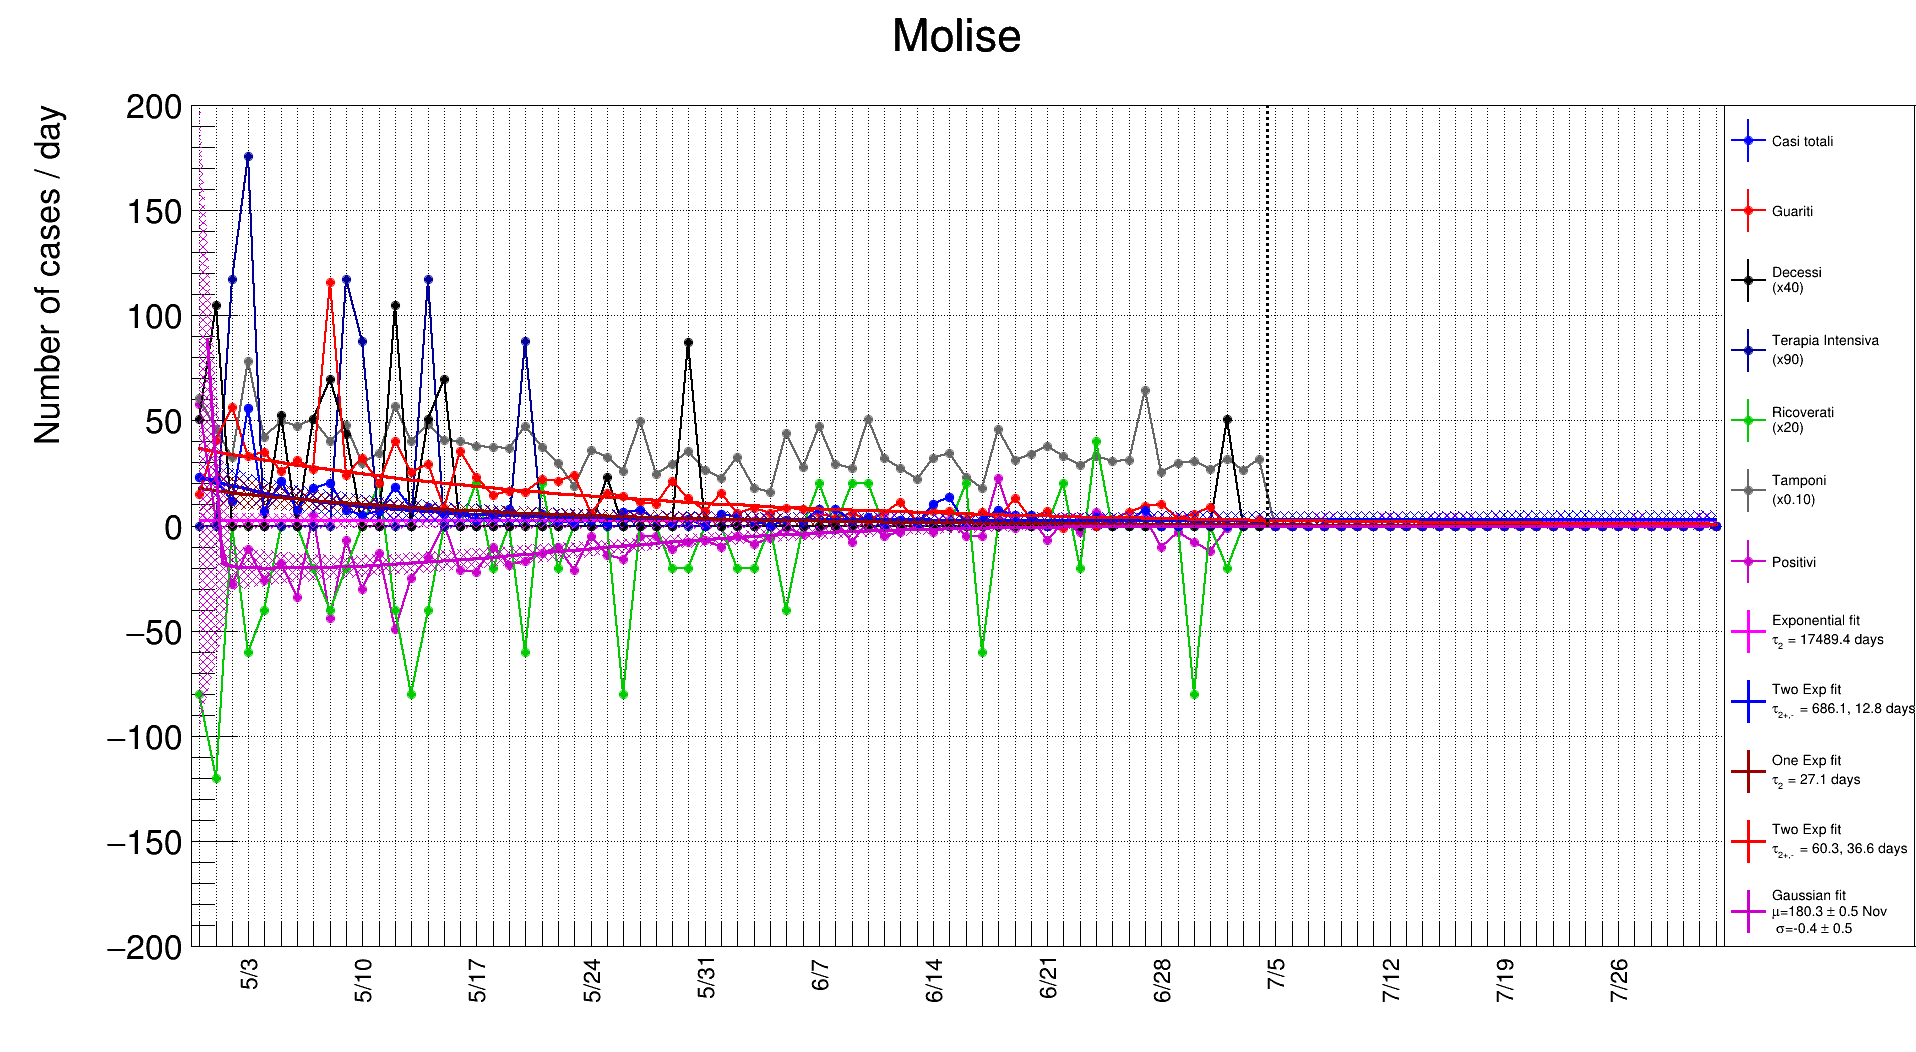 Molise
Number of cases / day
200
150
100
50
0
−50
−100
−150
−200
5/3
5/10
5/17
5/24
5/31
6/7
6/14
6/21
6/28
7/5
7/12
7/19
7/26
Casi totali
Guariti
Decessi
(x40)
Terapia Intensiva
(x90)
Ricoverati
(x20)
Tamponi
(x0.10)
Positivi
Exponential fit
τ2 = 17489.4 days
Two Exp fit
τ2+,- = 686.1, 12.8 days
One Exp fit
τ2 = 27.1 days
Two Exp fit
τ2+,- = 60.3, 36.6 days
Gaussian fit
μ=180.3 ± 0.5 Nov
σ=-0.4 ± 0.5